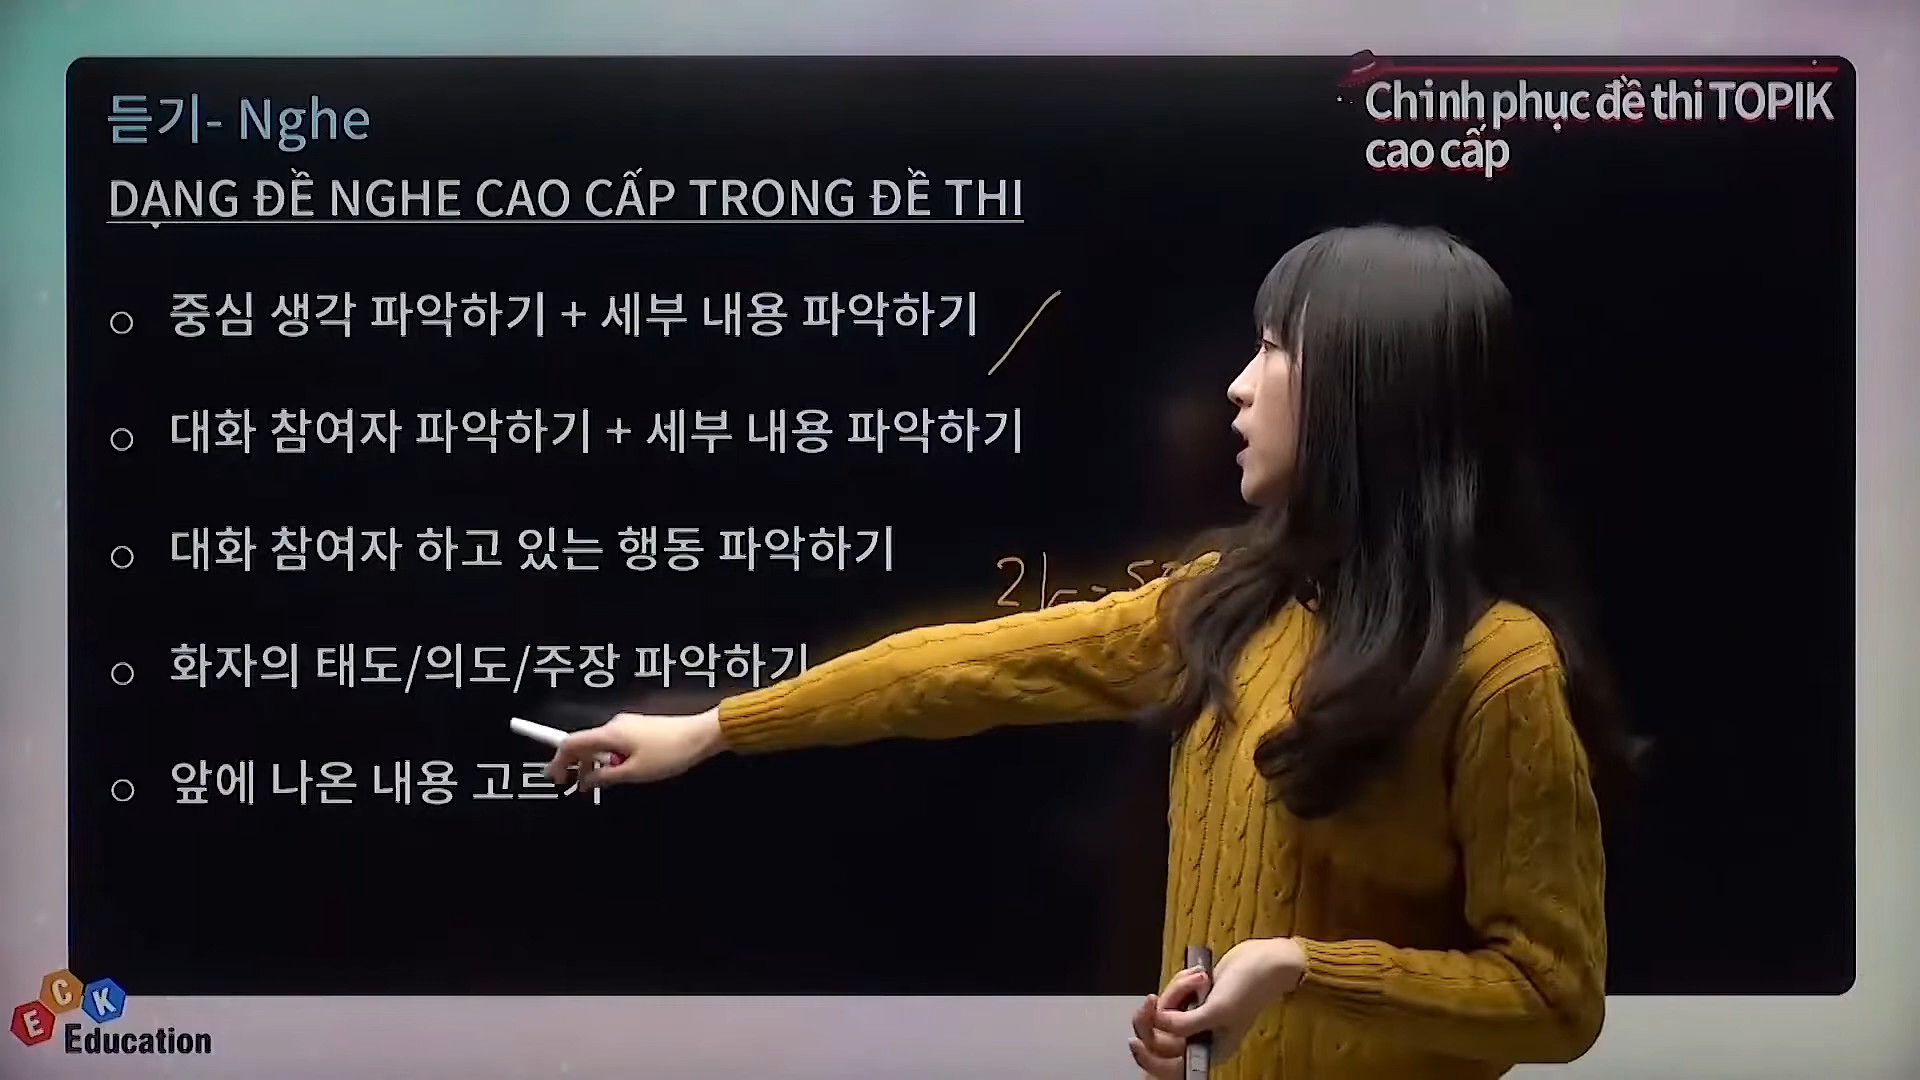 듣기- Nghe
Chinh phục đề thi TOPIK
cao cấp
DẠNG ĐỀ NGHE CAO CẤP TRONG ĐỀ THI
중심 생각 파악하기 + 세부 내용 파악하기
대화 참여자 파악하기 + 세부 내용 파악하기
대화 참여자 하고 있는 행동 파악하기
화자의 태도/의도/주장 파악하기
앞에 나온 내용 고르기
ECK
Education